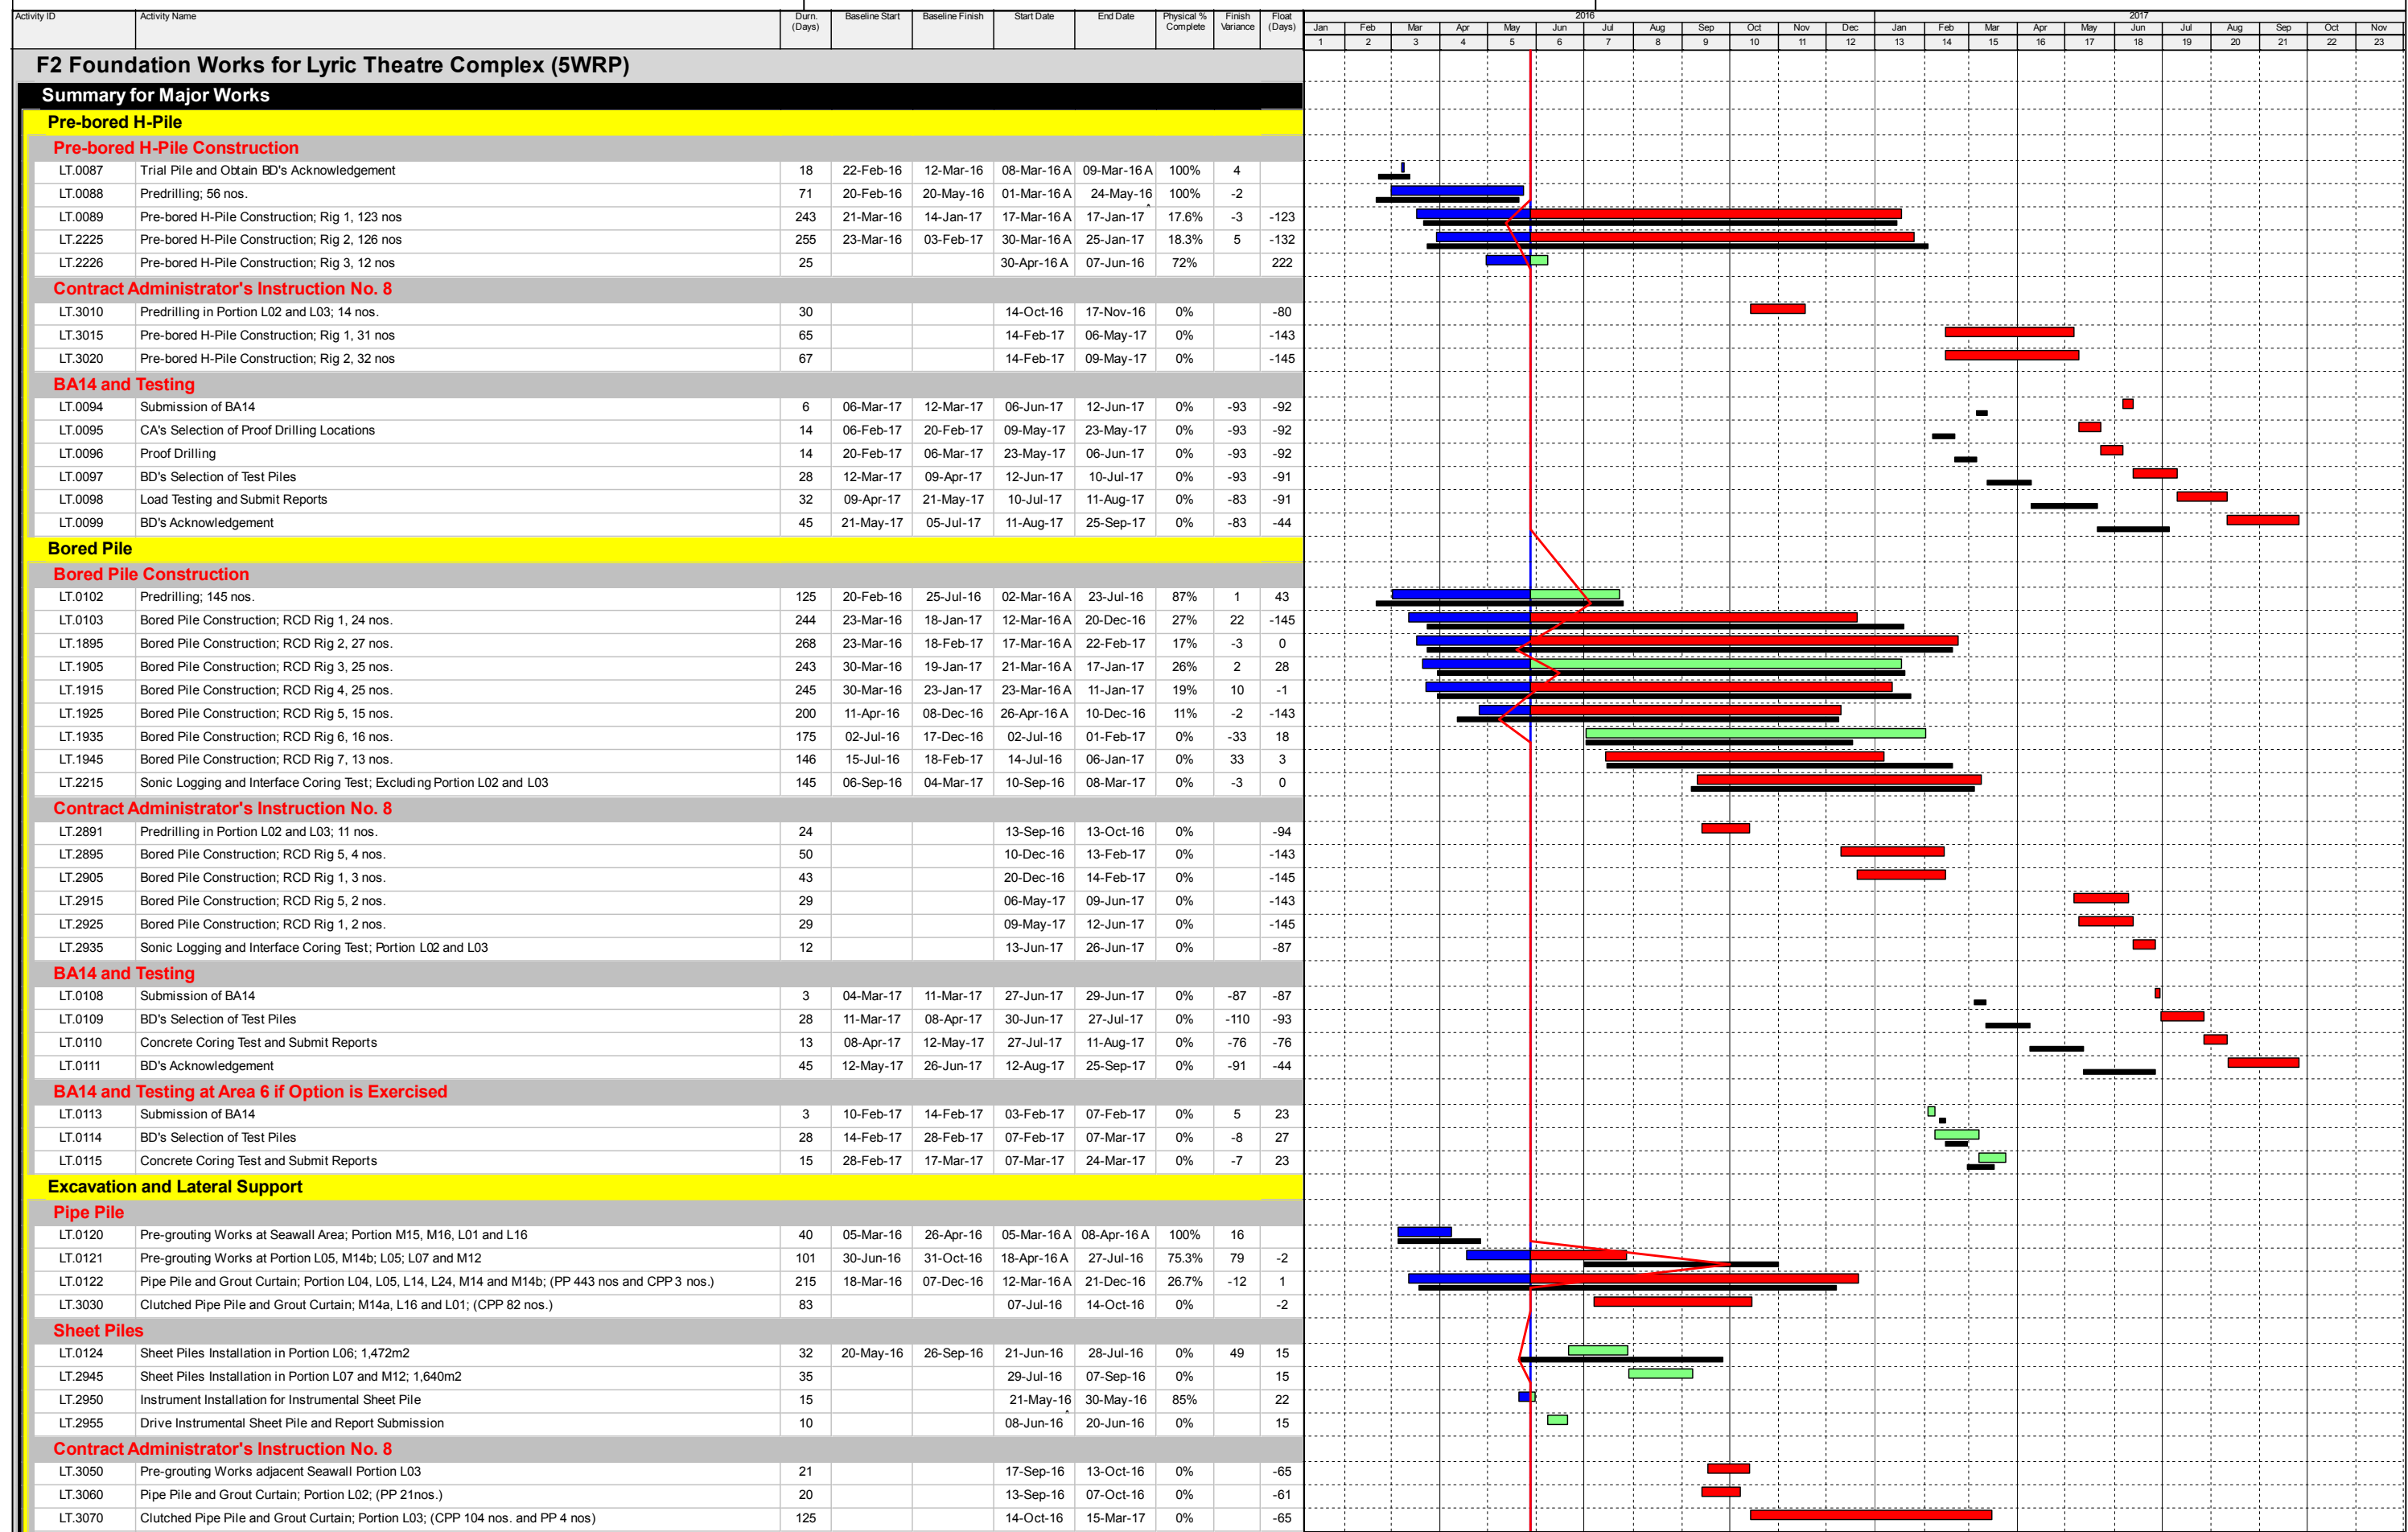 Activity ID Activity Name Durn. (Days) Baseline Start Baseline Finish Start Date End Date Physical % Complete Finish Variance Float (Days)
2016 2017
Jan Feb Mar Apr May Jun Jul Aug Sep Oct Nov Dec Jan Feb Mar Apr May Jun Jul Aug Sep Oct Nov
1 2 3 4 5 6 7 8 9 10 11 12 13 14 15 16 17 18 19 20 21 22 23
F2 Foundation Works for Lyric Theatre Complex (5WRP)
Summary for Major Works
Pre-bored H-Pile
Pre-bored H-Pile Construction
LT.0087 Trial Pile and Obtain BD's Acknowledgement 18 22-Feb-16 12-Mar-16 08-Mar-16 A 09-Mar-16 A 100% 4
LT.0088 Predrilling; 56 nos. 71 20-Feb-16 20-May-16 01-Mar-16 A 24-May-16 100% -2
LT.0089 Pre-bored H-Pile Construction; Rig 1, 123 nos 243 21-Mar-16 14-Jan-17 17-Mar-16 A 17-Jan-17 17.6% -3 -123
LT.2225 Pre-bored H-Pile Construction; Rig 2, 126 nos 255 23-Mar-16 03-Feb-17 30-Mar-16 A 25-Jan-17 18.3% 5 -132
LT.2226 Pre-bored H-Pile Construction; Rig 3, 12 nos 25 30-Apr-16 A 07-Jun-16 72% 222
Contract Administrator's Instruction No. 8
LT.3010 Predrilling in Portion L02 and L03; 14 nos. 30 14-Oct-16 17-Nov-16 0% -80
LT.3015 Pre-bored H-Pile Construction; Rig 1, 31 nos 65 14-Feb-17 06-May-17 0% -143
LT.3020 Pre-bored H-Pile Construction; Rig 2, 32 nos 67 14-Feb-17 09-May-17 0% -145
BA14 and Testing
LT.0094 Submission of BA14 6 06-Mar-17 12-Mar-17 06-Jun-17 12-Jun-17 0% -93 -92
LT.0095 CA's Selection of Proof Drilling Locations 14 06-Feb-17 20-Feb-17 09-May-17 23-May-17 0% -93 -92
LT.0096 Proof Drilling 14 20-Feb-17 06-Mar-17 23-May-17 06-Jun-17 0% -93 -92
LT.0097 BD's Selection of Test Piles 28 12-Mar-17 09-Apr-17 12-Jun-17 10-Jul-17 0% -93 -91
LT.0098 Load Testing and Submit Reports 32 09-Apr-17 21-May-17 10-Jul-17 11-Aug-17 0% -83 -91
LT.0099 BD's Acknowledgement 45 21-May-17 05-Jul-17 11-Aug-17 25-Sep-17 0% -83 -44
Bored Pile
Bored Pile Construction
LT.0102 Predrilling; 145 nos. 125 20-Feb-16 25-Jul-16 02-Mar-16 A 23-Jul-16 87% 1 43
LT.0103 Bored Pile Construction; RCD Rig 1, 24 nos. 244 23-Mar-16 18-Jan-17 12-Mar-16 A 20-Dec-16 27% 22 -145
LT.1895 Bored Pile Construction; RCD Rig 2, 27 nos. 268 23-Mar-16 18-Feb-17 17-Mar-16 A 22-Feb-17 17% -3 0
LT.1905 Bored Pile Construction; RCD Rig 3, 25 nos. 243 30-Mar-16 19-Jan-17 21-Mar-16 A 17-Jan-17 26% 2 28
LT.1915 Bored Pile Construction; RCD Rig 4, 25 nos. 245 30-Mar-16 23-Jan-17 23-Mar-16 A 11-Jan-17 19% 10 -1
LT.1925 Bored Pile Construction; RCD Rig 5, 15 nos. 200 11-Apr-16 08-Dec-16 26-Apr-16 A 10-Dec-16 11% -2 -143
LT.1935 Bored Pile Construction; RCD Rig 6, 16 nos. 175 02-Jul-16 17-Dec-16 02-Jul-16 01-Feb-17 0% -33 18
LT.1945 Bored Pile Construction; RCD Rig 7, 13 nos. 146 15-Jul-16 18-Feb-17 14-Jul-16 06-Jan-17 0% 33 3
LT.2215 Sonic Logging and Interface Coring Test; Excluding Portion L02 and L03 145 06-Sep-16 04-Mar-17 10-Sep-16 08-Mar-17 0% -3 0
Contract Administrator's Instruction No. 8
LT.2891 Predrilling in Portion L02 and L03; 11 nos. 24 13-Sep-16 13-Oct-16 0% -94
LT.2895 Bored Pile Construction; RCD Rig 5, 4 nos. 50 10-Dec-16 13-Feb-17 0% -143
LT.2905 Bored Pile Construction; RCD Rig 1, 3 nos. 43 20-Dec-16 14-Feb-17 0% -145
LT.2915 Bored Pile Construction; RCD Rig 5, 2 nos. 29 06-May-17 09-Jun-17 0% -143
LT.2925 Bored Pile Construction; RCD Rig 1, 2 nos. 29 09-May-17 12-Jun-17 0% -145
LT.2935 Sonic Logging and Interface Coring Test; Portion L02 and L03 12 13-Jun-17 26-Jun-17 0% -87
BA14 and Testing
LT.0108 Submission of BA14 3 04-Mar-17 11-Mar-17 27-Jun-17 29-Jun-17 0% -87 -87
LT.0109 BD's Selection of Test Piles 28 11-Mar-17 08-Apr-17 30-Jun-17 27-Jul-17 0% -110 -93
LT.0110 Concrete Coring Test and Submit Reports 13 08-Apr-17 12-May-17 27-Jul-17 11-Aug-17 0% -76 -76
LT.0111 BD's Acknowledgement 45 12-May-17 26-Jun-17 12-Aug-17 25-Sep-17 0% -91 -44
BA14 and Testing at Area 6 if Option is Exercised
LT.0113 Submission of BA14 3 10-Feb-17 14-Feb-17 03-Feb-17 07-Feb-17 0% 5 23
LT.0114 BD's Selection of Test Piles 28 14-Feb-17 28-Feb-17 07-Feb-17 07-Mar-17 0% -8 27
LT.0115 Concrete Coring Test and Submit Reports 15 28-Feb-17 17-Mar-17 07-Mar-17 24-Mar-17 0% -7 23
Excavation and Lateral Support
Pipe Pile
LT.0120 Pre-grouting Works at Seawall Area; Portion M15, M16, L01 and L16 40 05-Mar-16 26-Apr-16 05-Mar-16 A 08-Apr-16 A 100% 16
LT.0121 Pre-grouting Works at Portion L05, M14b; L05; L07 and M12 101 30-Jun-16 31-Oct-16 18-Apr-16 A 27-Jul-16 75.3% 79 -2
LT.0122 Pipe Pile and Grout Curtain; Portion L04, L05, L14, L24, M14 and M14b; (PP 443 nos and CPP 3 nos.) 215 18-Mar-16 07-Dec-16 12-Mar-16 A 21-Dec-16 26.7% -12 1
LT.3030 Clutched Pipe Pile and Grout Curtain; M14a, L16 and L01; (CPP 82 nos.) 83 07-Jul-16 14-Oct-16 0% -2
Sheet Piles
LT.0124 Sheet Piles Installation in Portion L06; 1,472m2 32 20-May-16 26-Sep-16 21-Jun-16 28-Jul-16 0% 49 15
LT.2945 Sheet Piles Installation in Portion L07 and M12; 1,640m2 35 29-Jul-16 07-Sep-16 0% 15
LT.2950 Instrument Installation for Instrumental Sheet Pile 15 21-May-16 30-May-16 85% 22
LT.2955 Drive Instrumental Sheet Pile and Report Submission 10 08-Jun-16 20-Jun-16 0% 15
Contract Administrator's Instruction No. 8
LT.3050 Pre-grouting Works adjacent Seawall Portion L03 21 17-Sep-16 13-Oct-16 0% -65
LT.3060 Pipe Pile and Grout Curtain; Portion L02; (PP 21nos.) 20 13-Sep-16 07-Oct-16 0% -61
LT.3070 Clutched Pipe Pile and Grout Curtain; Portion L03; (CPP 104 nos. and PP 4 nos) 125 14-Oct-16 15-Mar-17 0% -65